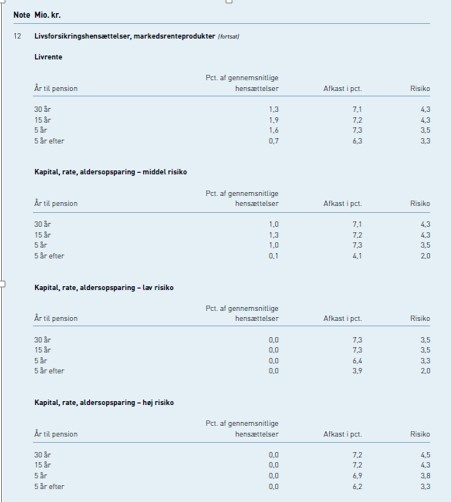 Note Mio. kr.
12 Livsforsikringshensættelser, markedsrenteprodukter (fortsat)
Livrente
Pct. af gennemsnitlige
År til pension hensættelser Afkast i pct. Risiko
30 år 1,3 7,1 4,3
15 år 1,9 7,2 4,3
5 år 1,6 7,3 3,5
5 år efter 0,7 6,3 3,3
Kapital, rate, aldersopsparing – middel risiko
Pct. af gennemsnitlige
År til pension hensættelser Afkast i pct. Risiko
30 år 1,0 7,1 4,3
15 år 1,3 7,2 4,3
5 år 1,0 7,3 3,5
5 år efter 0,1 4,1 2,0
Kapital, rate, aldersopsparing – lav risiko
Pct. af gennemsnitlige
År til pension hensættelser Afkast i pct. Risiko
30 år 0,0 7,3 3,5
15 år 0,0 7,3 3,5
5 år 0,0 6,4 3,3
5 år efter 0,0 3,9 2,0
Kapital, rate, aldersopsparing – høj risiko
Pct. af gennemsnitlige
År til pension hensættelser Afkast i pct. Risiko
30 år 0,0 7,2 4,5
15 år 0,0 7,2 4,3
5 år 0,0 6,9 3,8
5 år efter 0,0 6,2 3,3